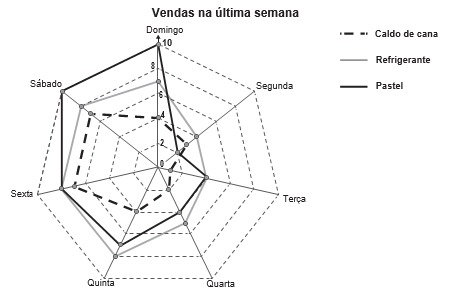 Vendas na última semana
Domingo
Segunda
Terça
Quarta
Quinta
Sexta
Sábado
10
8
6
4
2
0
Caldo de cana
Refrigerante
Pastel